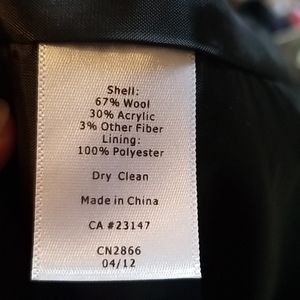 Shell:
67% Wool
30% Acrylic
3% Other Fiber
Lining:
100% Polyester
Dry Clean
Made in China
CA #23147
CN2866
04/12